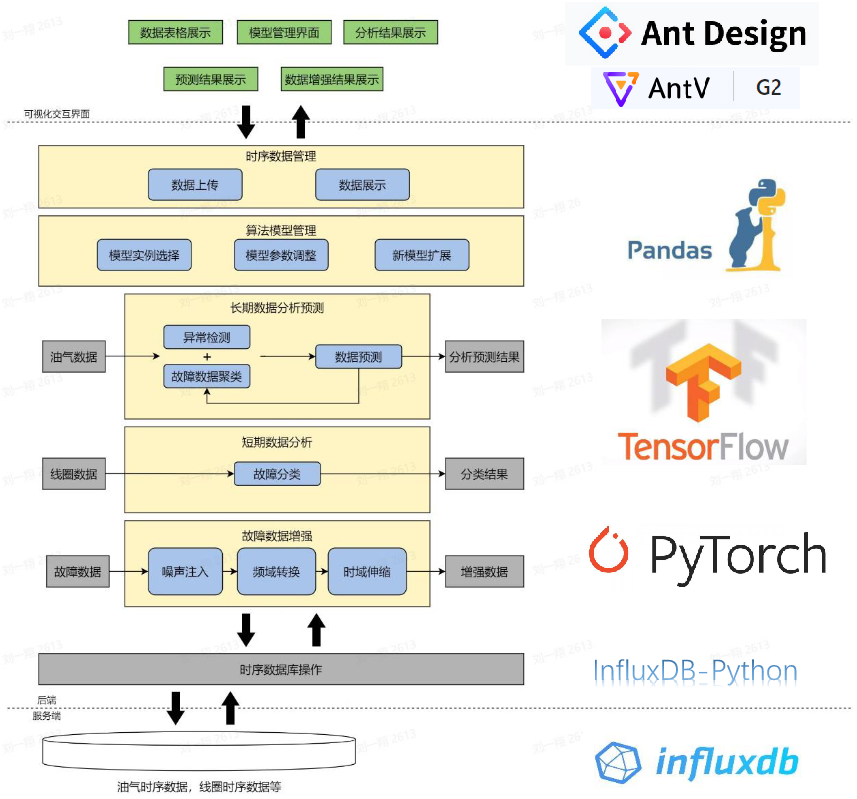 数据表格展示
模型管理界面
分析结果展示
预测结果展示
数据增强结果展示
Ant Design
AntV
G2
可视化交互界面
时序数据管理
数据上传
数据展示
算法模型管理
模型实例选择
模型参数调整
新模型扩展
Pandas
长期数据分析预测
油气数据
异常检测
+
故障数据聚类
数据预测
分析预测结果
TensorFlow
短期数据分析
线圈数据
故障分类
分类结果
故障数据增强
故障数据
噪声注入
频域转换
时域伸缩
增强数据
PyTorch
时序数据库操作
InfluxDB-Python
后端
服务端
influxdb
油气时序数据，线圈时序数据等